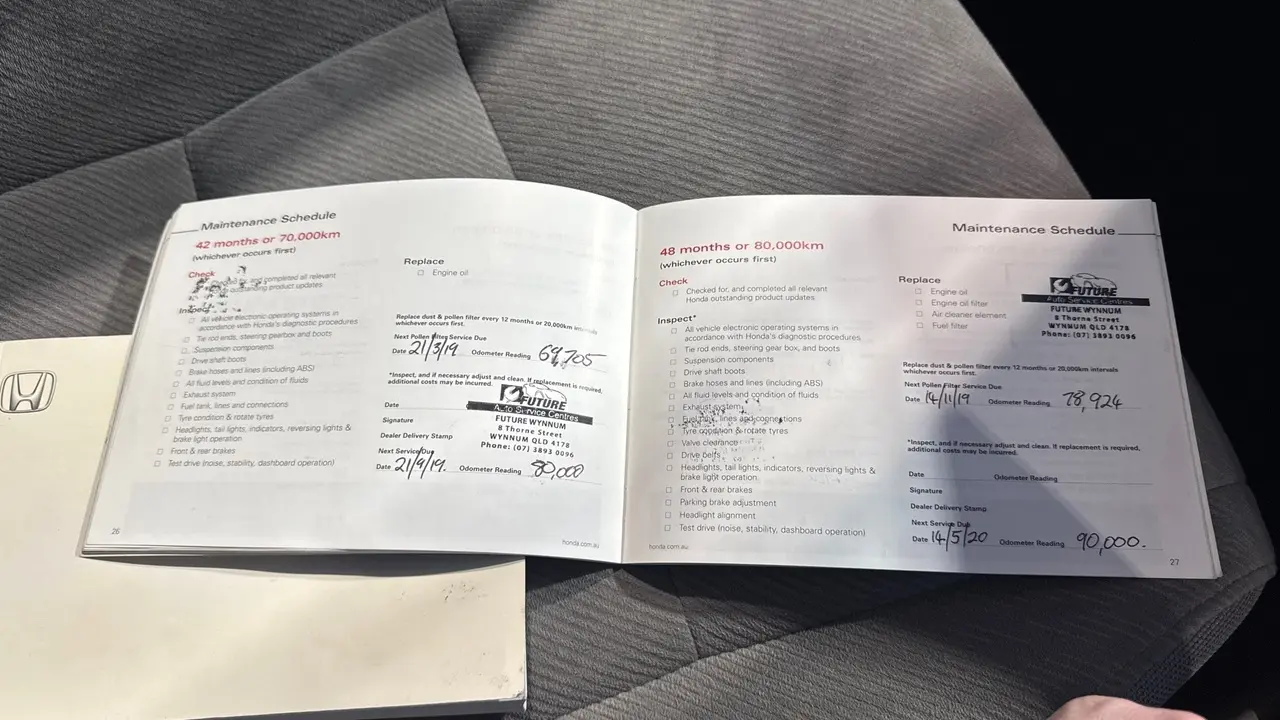 Maintenance Schedule
42 months or 70,000km
(whichever occurs first)
Check
Checked for, and completed all relevant
Honda outstanding product updates
Inspect*
All vehicle electronic operating systems in
accordance with Honda's diagnostic procedures
Tie rod ends, steering gearbox and boots
Suspension components
Drive shaft boots
Brake hoses and lines (including ABS)
All fluid levels and condition of fluids
Exhaust system
Fuel tank, lines and connections
Tyre condition & rotate tyres
Headlights, tail lights, indicators, reversing lights &
brake light operation
Front & rear brakes
Test drive (noise, stability, dashboard operation)
26
Replace
Engine oil
Replace dust & pollen filter every 12 months or 20,000km intervals
whichever occurs first.
Next Pollen Filter Service Due
Date 21/3/19 Odometer Reading 69,705
*Inspect, and if necessary adjust and clean. If replacement is required,
additional costs may be incurred.
Date
Signature
Dealer Delivery Stamp
FUTURE
Auto Service Centres
FUTURE WYNNUM
8 Thorne Street
WYNNUM QLD 4178
Phone: (07) 3893 0096
Next Service Due
Date 21/9/19. Odometer Reading 80,000
honda.com.au
Maintenance Schedule
48 months or 80,000km
(whichever occurs first)
Check
Checked for, and completed all relevant
Honda outstanding product updates
Inspect*
All vehicle electronic operating systems in
accordance with Honda's diagnostic procedures
Tie rod ends, steering gear box, and boots
Suspension components
Drive shaft boots
Brake hoses and lines (including ABS)
All fluid levels and condition of fluids
Exhaust system
Fuel tank, lines and connections
Tyre condition & rotate tyres
Valve clearance
Drive belts
Headlights, tail lights, indicators, reversing lights &
brake light operation
Front & rear brakes
Parking brake adjustment
Headlight alignment
Test drive (noise, stability, dashboard operation)
honda.com.au
Replace
Engine oil
Engine oil filter
Air cleaner element
Fuel filter
FUTURE
Auto Service Centres
FUTURE WYNNUM
8 Thorne Street
WYNNUM QLD 4178
Phone: (07) 3893 0096
Replace dust & pollen filter every 12 months or 20,000km intervals
whichever occurs first.
Next Pollen Filter Service Due
Date 14/11/19 Odometer Reading 78,924
*Inspect, and if necessary adjust and clean. If replacement is required,
additional costs may be incurred.
Date Odometer Reading
Signature
Dealer Delivery Stamp
Next Service Due
Date 14/5/20 Odometer Reading 90,000.
27